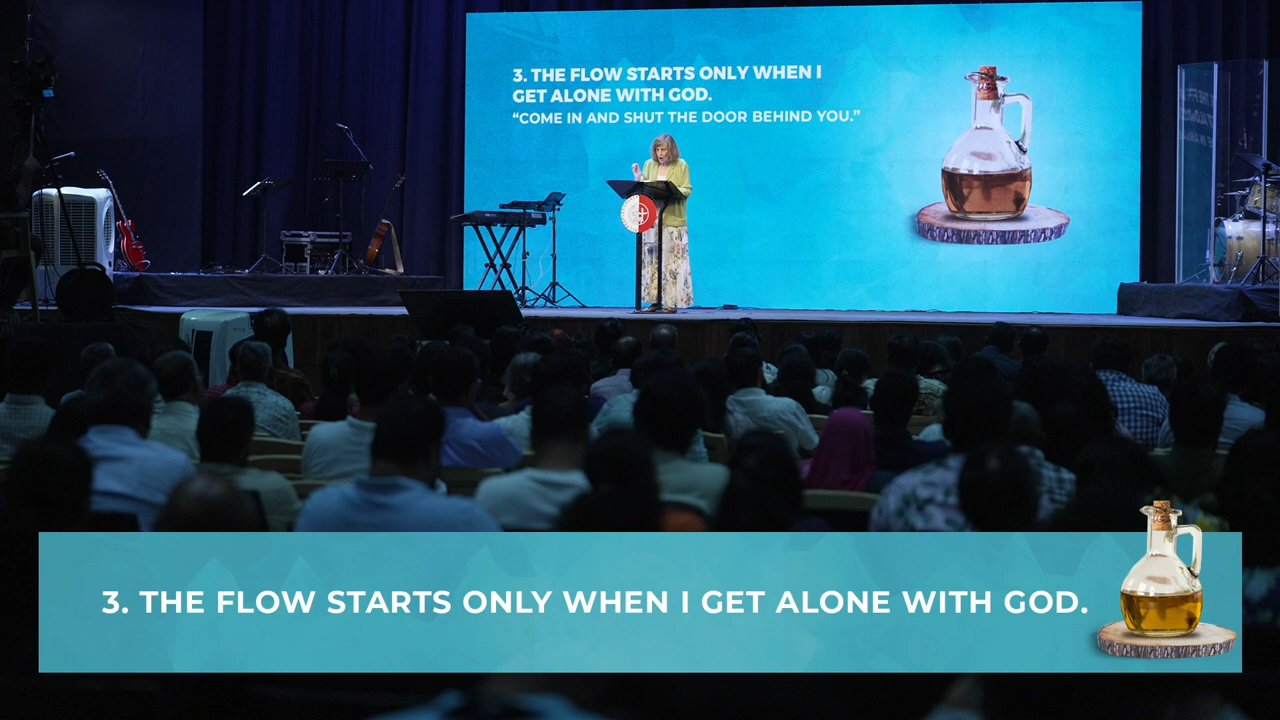 3. THE FLOW STARTS ONLY WHEN I
GET ALONE WITH GOD.
“COME IN AND SHUT THE DOOR BEHIND YOU.”
3. THE FLOW STARTS ONLY WHEN I GET ALONE WITH GOD.